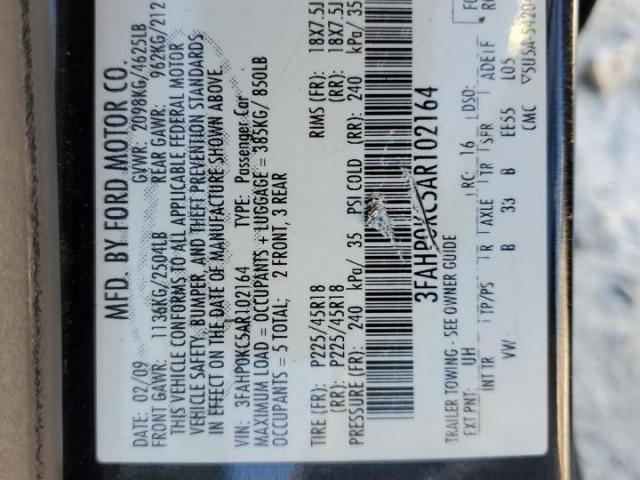 MFD. BY FORD MOTOR CO.
DATE: 02/09 GVWR: 2098KG/4625LB
FRONT GAWR: 1136KG/2504LB REAR GAWR: 962KG/212
THIS VEHICLE CONFORMS TO ALL APPLICABLE FEDERAL MOTOR
VEHICLE SAFETY, BUMPER, AND THEFT PREVENTION STANDARDS
IN EFFECT ON THE DATE OF MANUFACTURE SHOWN ABOVE.
VIN: 3FAHP0KC5AR102164 TYPE: Passenger Car
MAXIMUM LOAD = OCCUPANTS + LUGGAGE = 385KG/ 850LB
OCCUPANTS = 5 TOTAL; 2 FRONT, 3 REAR
TIRE (FR): P225/45R18 RIMS (FR): 18X7.5J
(RR): P225/45R18 (RR): 18X7.5J
PRESSURE (FR): 240 kPa/ 35 PSI COLD (RR): 240 kPa/ 35
3FAHP0KC5AR102164
TRAILER TOWING - SEE OWNER GUIDE
EXT PNT: UH RC: 16 DSO:
INT TR TP/PS R AXLE TR SPR ADEIF
VW B 33 B EE55 L05
CMC